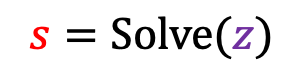 s = Solve(z)